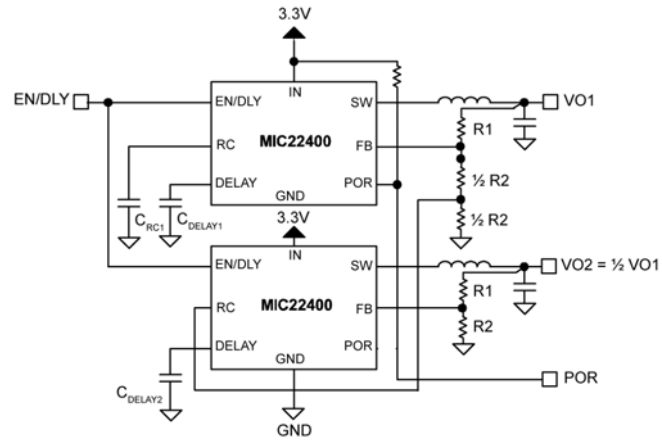 3.3V
EN/DLY
EN/DLY
IN
SW
VO1
R1
RC
MIC22400
FB
½ R2
DELAY
GND
POR
½ R2
C_RC1
C_DELAY1
3.3V
IN
EN/DLY
SW
VO2 = ½ VO1
R1
RC
MIC22400
FB
R2
DELAY
GND
POR
POR
C_DELAY2
GND